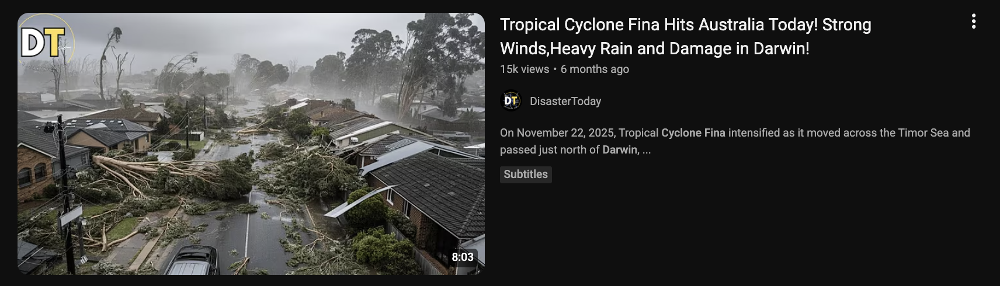 DT
Tropical Cyclone Fina Hits Australia Today! Strong
Winds,Heavy Rain and Damage in Darwin!
15k views • 6 months ago
DT
DisasterToday
On November 22, 2025, Tropical Cyclone Fina intensified as it moved across the Timor Sea and
passed just north of Darwin, ...
Subtitles
8:03